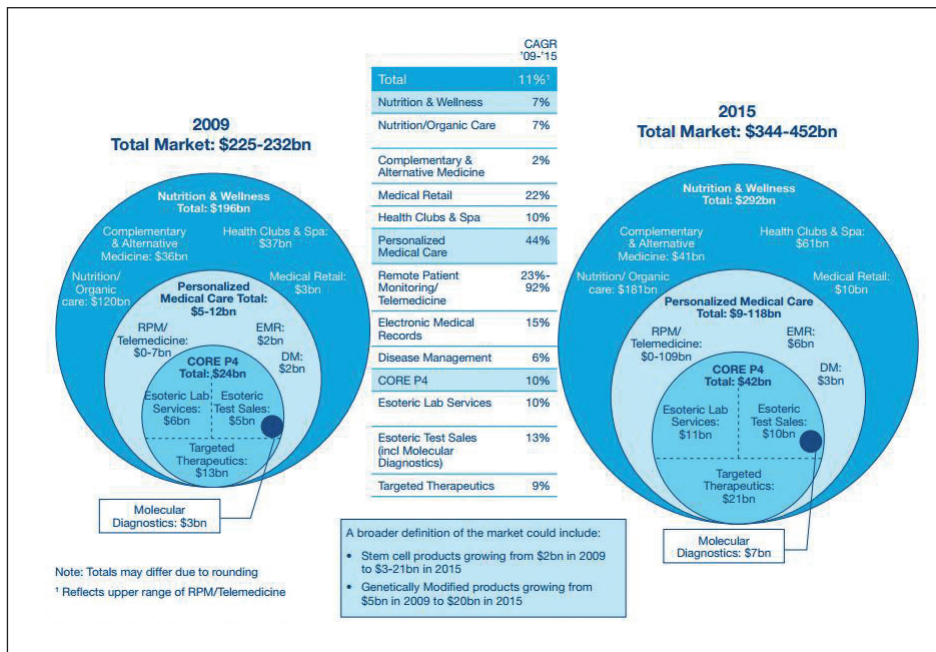 2009
Total Market: $225-232bn
Nutrition & Wellness
Total: $196bn
Complementary
& Alternative
Medicine: $36bn
Health Clubs & Spa:
$37bn
Nutrition/
Organic
care: $120bn
Medical Retail:
$3bn
Personalized
Medical Care Total:
$5-12bn
RPM/
Telemedicine:
$0-7bn
EMR:
$2bn
DM:
$2bn
CORE P4
Total: $24bn
Esoteric Lab
Services:
$6bn
Esoteric
Test Sales:
$5bn
Targeted
Therapeutics:
$13bn
Molecular
Diagnostics: $3bn
Note: Totals may differ due to rounding
¹ Reflects upper range of RPM/Telemedicine
CAGR
'09-'15
Total 11%¹
Nutrition & Wellness 7%
Nutrition/Organic Care 7%
Complementary &
Alternative Medicine 2%
Medical Retail 22%
Health Clubs & Spa 10%
Personalized
Medical Care 44%
Remote Patient
Monitoring/
Telemedicine 23%-
92%
Electronic Medical
Records 15%
Disease Management 6%
CORE P4 10%
Esoteric Lab Services 10%
Esoteric Test Sales
(incl Molecular
Diagnostics) 13%
Targeted Therapeutics 9%
A broader definition of the market could include:
• Stem cell products growing from $2bn in 2009
to $3-21bn in 2015
• Genetically Modified products growing from
$5bn in 2009 to $20bn in 2015
2015
Total Market: $344-452bn
Nutrition & Wellness
Total: $292bn
Complementary
& Alternative
Medicine: $41bn
Health Clubs & Spa:
$61bn
Nutrition/ Organic
care: $181bn
Medical Retail:
$10bn
Personalized Medical Care
Total: $9-118bn
RPM/
Telemedicine:
$0-109bn
EMR:
$6bn
DM:
$3bn
CORE P4
Total: $42bn
Esoteric Lab
Services:
$11bn
Esoteric
Test Sales:
$10bn
Targeted
Therapeutics:
$21bn
Molecular
Diagnostics: $7bn